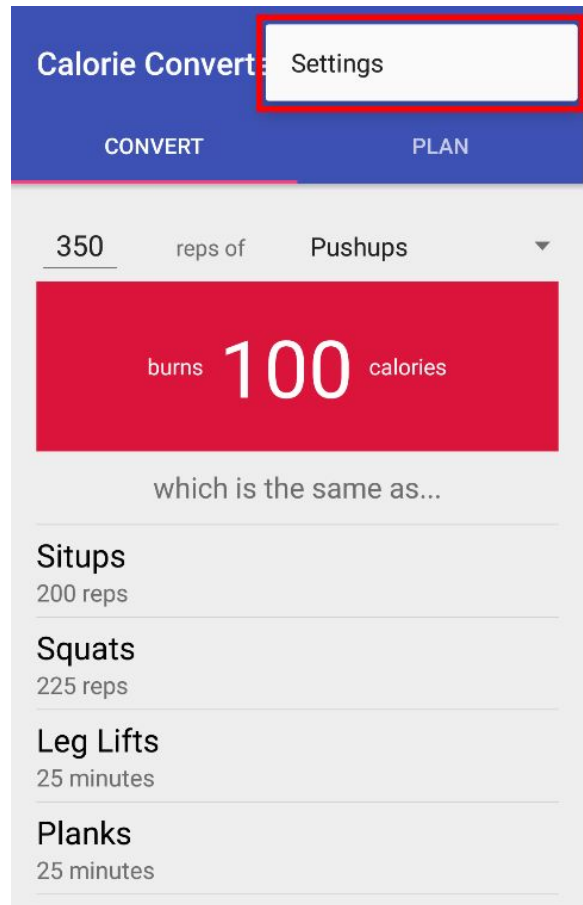 Calorie Convert
Settings
CONVERT PLAN
350 reps of Pushups
burns 100 calories
which is the same as...
Situps
200 reps
Squats
225 reps
Leg Lifts
25 minutes
Planks
25 minutes